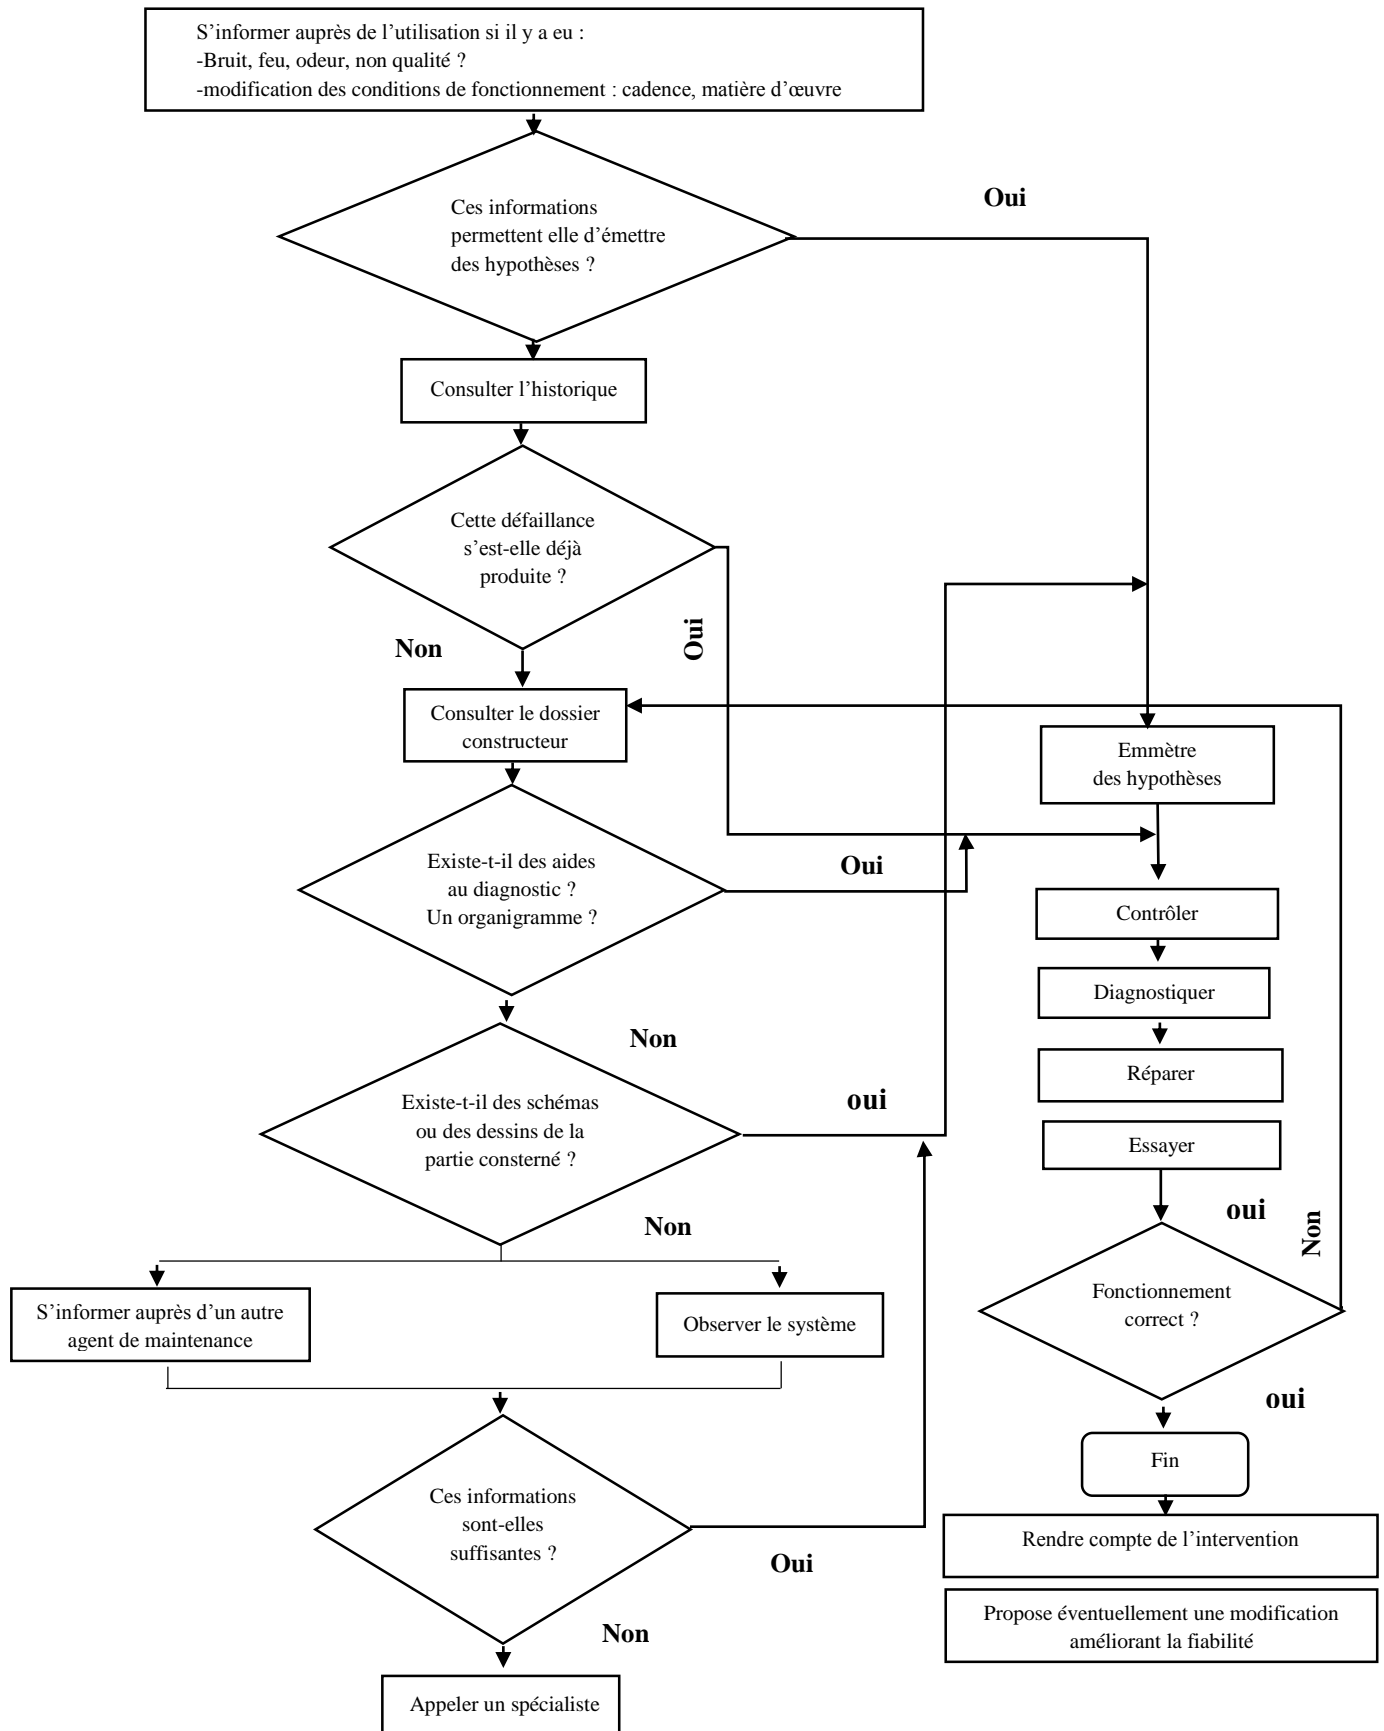 S’informer auprès de l’utilisation si il y a eu :
-Bruit, feu, odeur, non qualité ?
-modification des conditions de fonctionnement : cadence, matière d’œuvre
Ces informations
permettent elle d’émettre
des hypothèses ?
Oui
Consulter l’historique
Cette défaillance
s’est-elle déjà
produite ?
Oui
Non
Consulter le dossier
constructeur
Emmètre
des hypothèses
Existe-t-il des aides
au diagnostic ?
Un organigramme ?
Oui
Contrôler
Diagnostiquer
Non
Réparer
Existe-t-il des schémas
ou des dessins de la
partie consterné ?
oui
Essayer
Non
oui
Non
S’informer auprès d’un autre
agent de maintenance
Observer le système
Fonctionnement
correct ?
oui
Fin
Ces informations
sont-elles
suffisantes ?
Oui
Rendre compte de l’intervention
Propose éventuellement une modification
améliorant la fiabilité
Non
Appeler un spécialiste